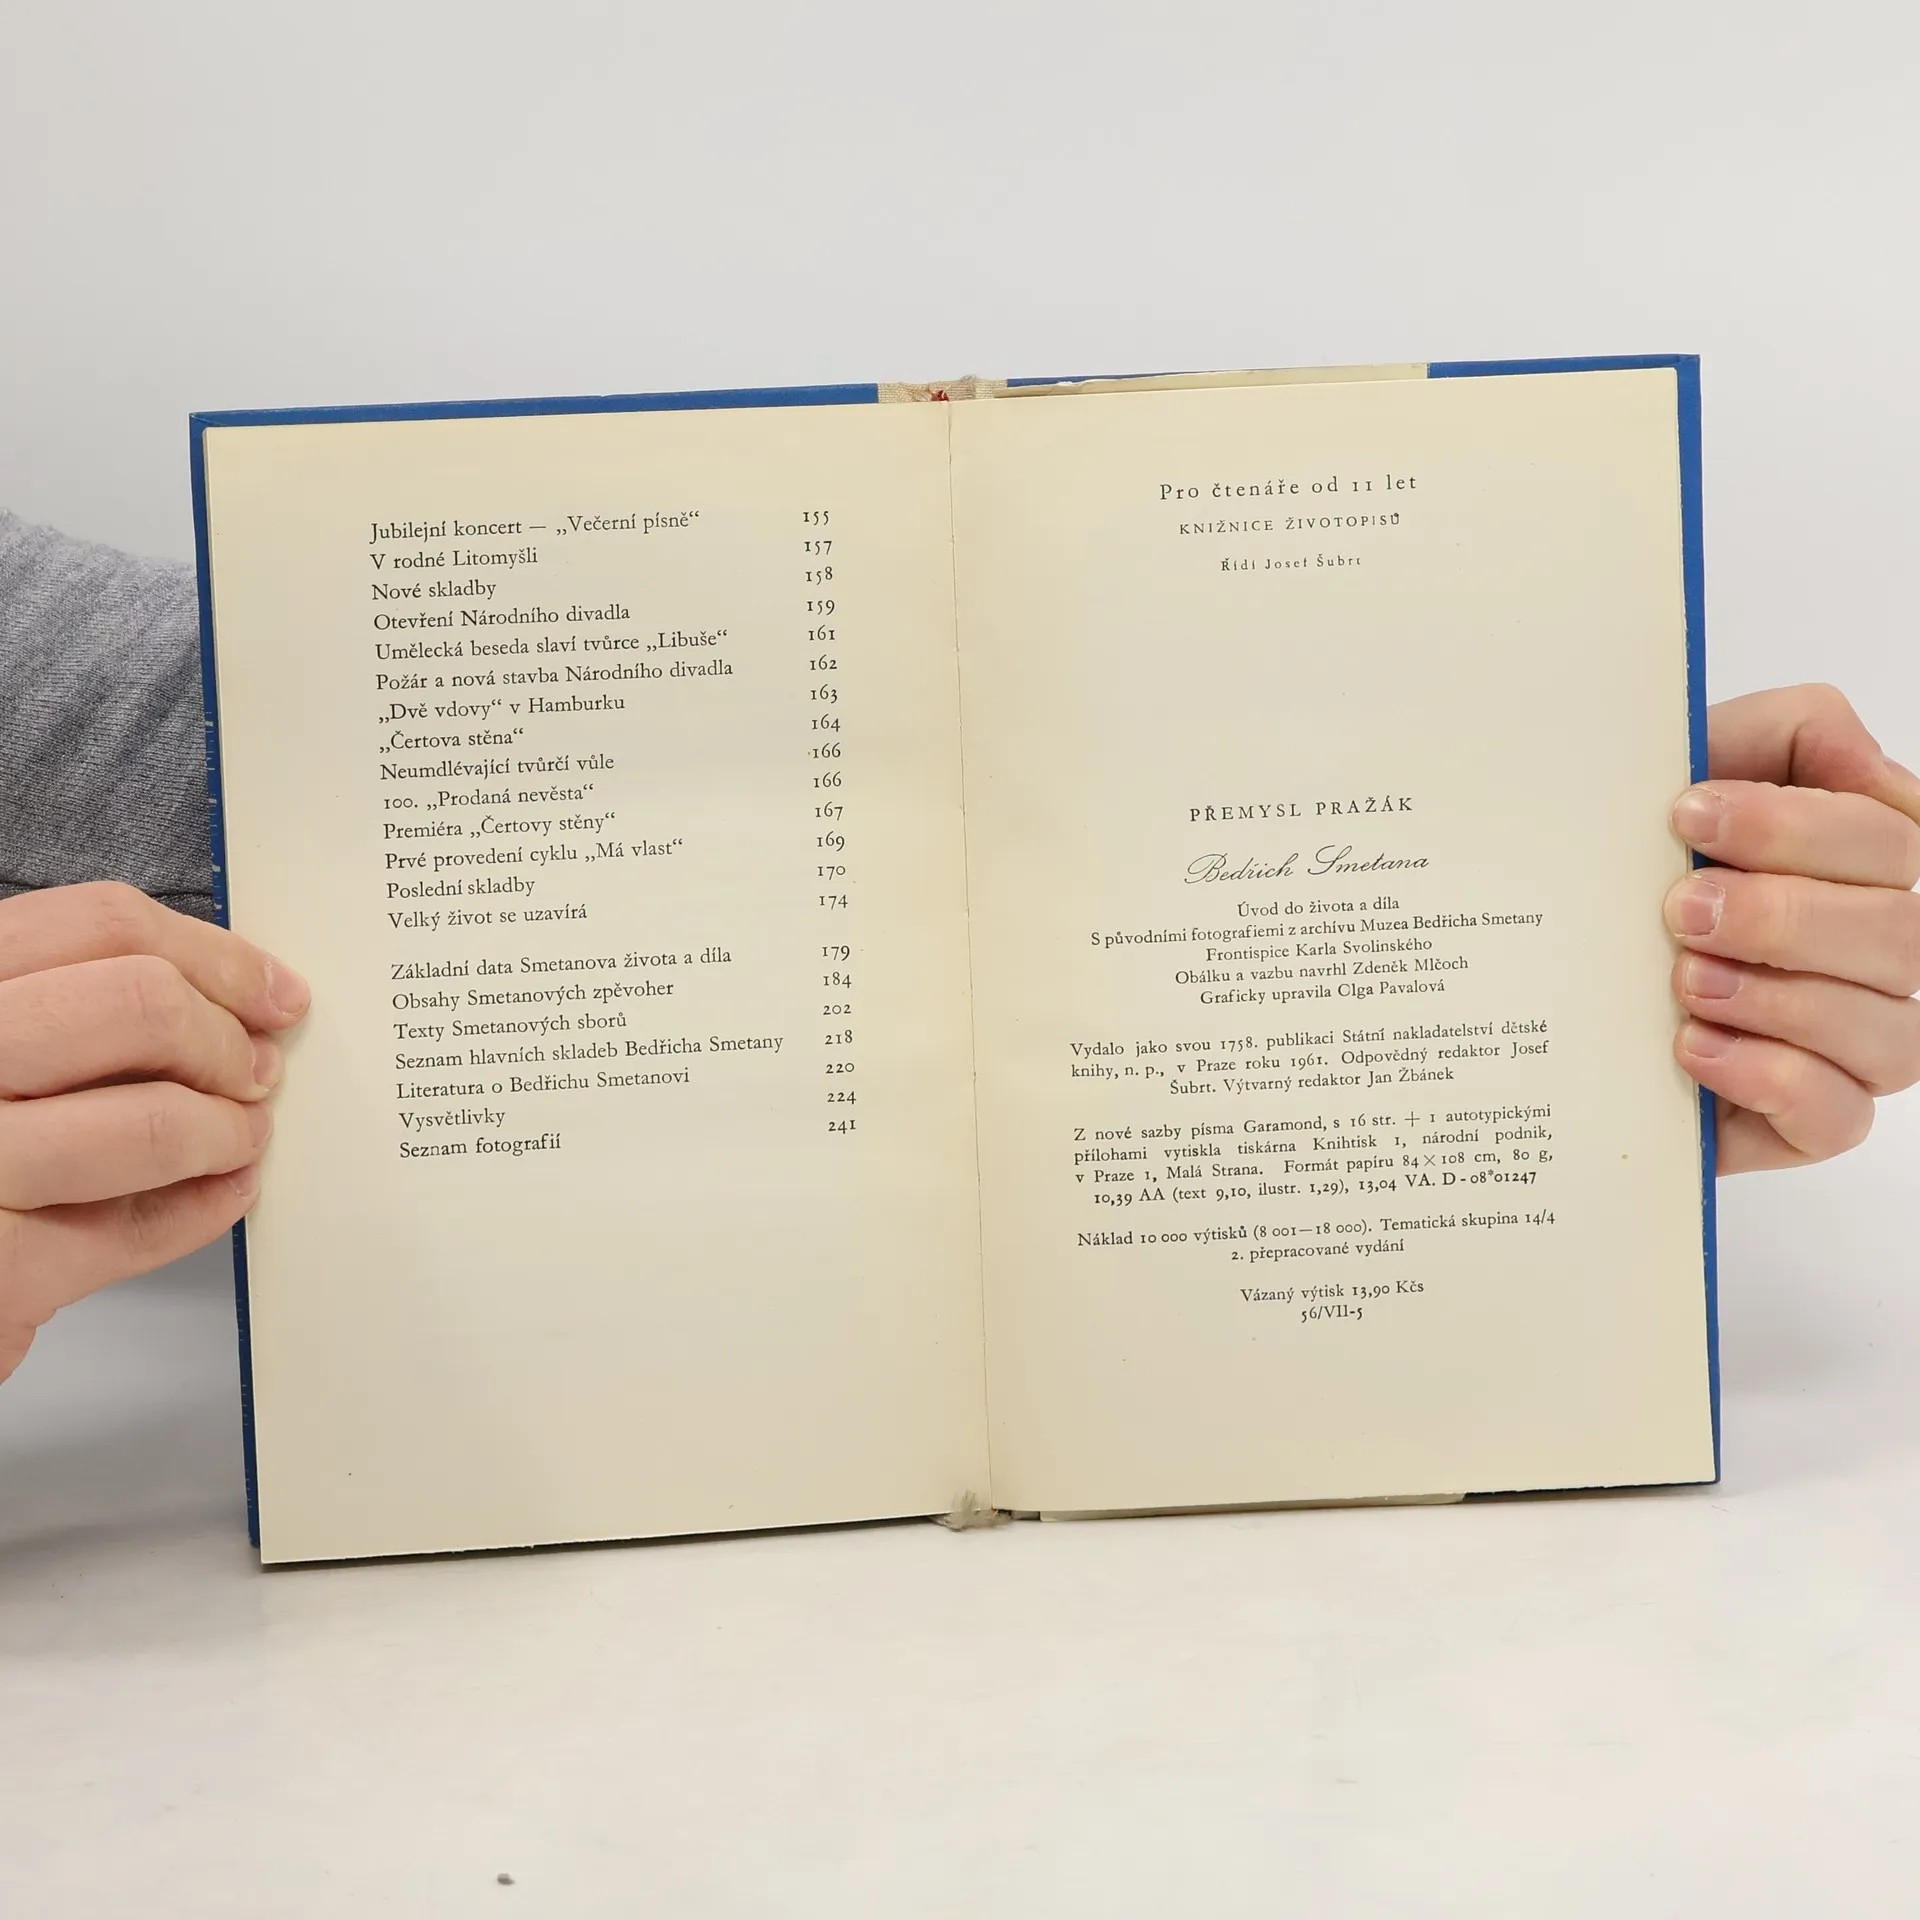 Jubilejní koncert — „Večerní písně“ 155
V rodné Litomyšli 157
Nové skladby 158
Otevření Národního divadla 159
Umělecká beseda slaví tvůrce „Libuše“ 161
Požár a nová stavba Národního divadla 162
„Dvě vdovy“ v Hamburku 163
„Čertova stěna“ 164
Neumdlévající tvůrčí vůle 166
100. „Prodaná nevěsta“ 166
Premiéra „Čertovy stěny“ 167
Prvé provedení cyklu „Má vlast“ 169
Poslední skladby 170
Velký život se uzavírá 174
Základní data Smetanova života a díla 179
Obsahy Smetanových zpěvoher 184
Texty Smetanových sborů 202
Seznam hlavních skladeb Bedřicha Smetany 218
Literatura o Bedřichu Smetanovi 220
Vysvětlivky 224
Seznam fotografií 241
Pro čtenáře od 11 let
KNIŽNICE ŽIVOTOPISŮ
Řídí Josef Šubrt
PŘEMYSL PRAŽÁK
Bedřich Smetana
Úvod do života a díla
S původními fotografiemi z archívu Muzea Bedřicha Smetany
Frontispice Karla Svolinského
Obálku a vazbu navrhl Zdeněk Mlčoch
Graficky upravila Olga Pavalová
Vydalo jako svou 1758. publikaci Státní nakladatelství dětské
knihy, n. p., v Praze roku 1961. Odpovědný redaktor Josef
Šubrt. Výtvarný redaktor Jan Žbánek
Z nové sazby písma Garamond, s 16 str. + 1 autotypickými
přílohami vytiskla tiskárna Knihtisk 1, národní podnik,
v Praze 1, Malá Strana. Formát papíru 84×108 cm, 80 g,
10,39 AA (text 9,10, ilustr. 1,29), 13,04 VA. D-08*01247
Náklad 10 000 výtisků (8 001—18 000). Tematická skupina 14/4
2. přepracované vydání
Vázaný výtisk 13,90 Kčs
56/VII-5